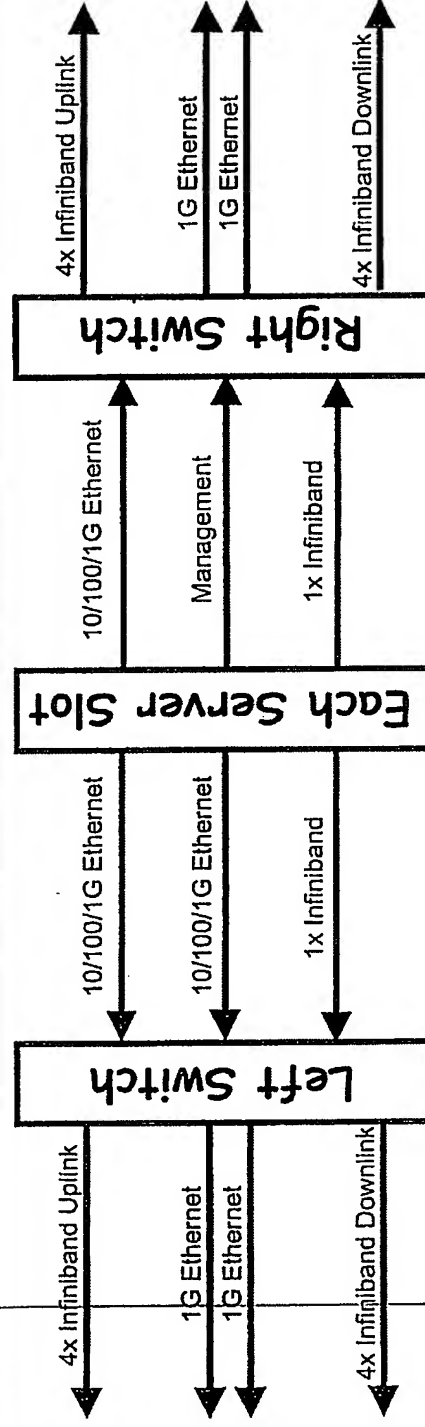 4x Infiniband Uplink
1G Ethernet
1G Ethernet
4x Infiniband Downlink
Right Switch
10/100/1G Ethernet
Management
1x Infiniband
Each Server Slot
10/100/1G Ethernet
10/100/1G Ethernet
1x Infiniband
Left Switch
4x Infiniband Uplink
1G Ethernet
1G Ethernet
4x Infiniband Downlink